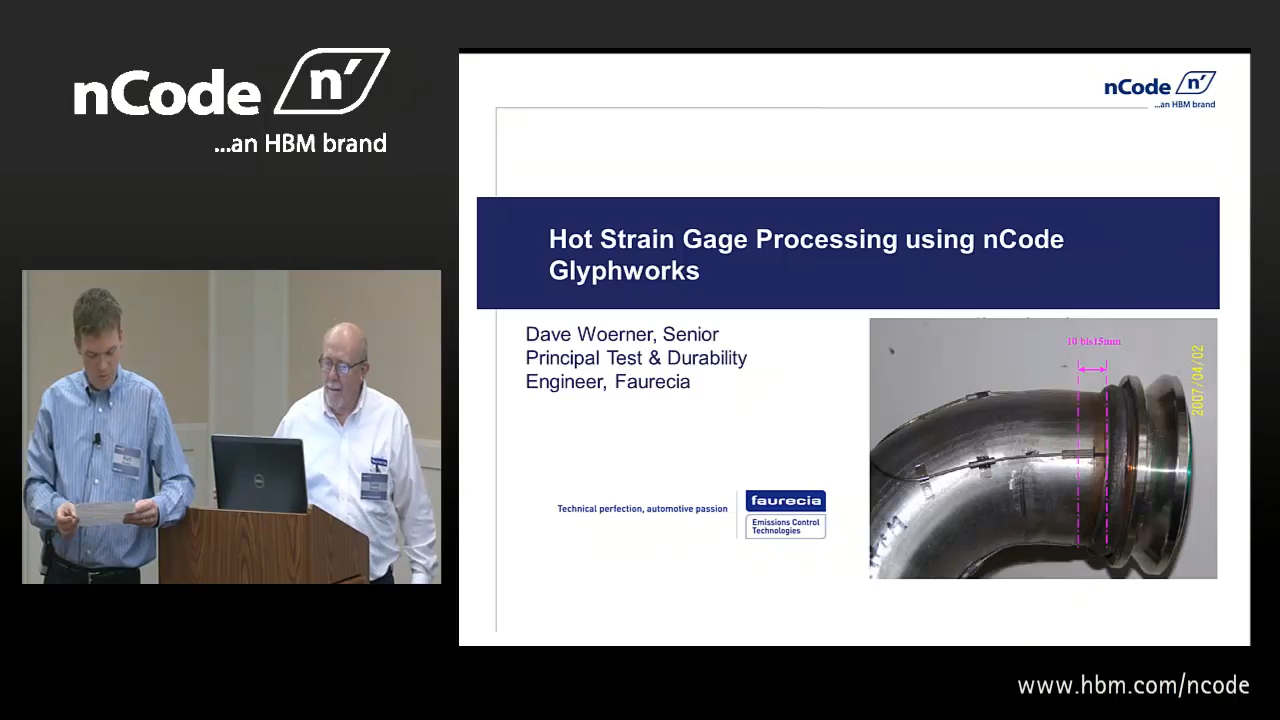 nCode n'
...an HBM brand
nCode n'
...an HBM brand
Hot Strain Gage Processing using nCode
Glyphworks
Dave Woerner, Senior
Principal Test & Durability
Engineer, Faurecia
10 bis15mm
2007/04/02
Technical perfection, automotive passion
faurecia
Emissions Control
Technologies
DELL
www.hbm.com/ncode